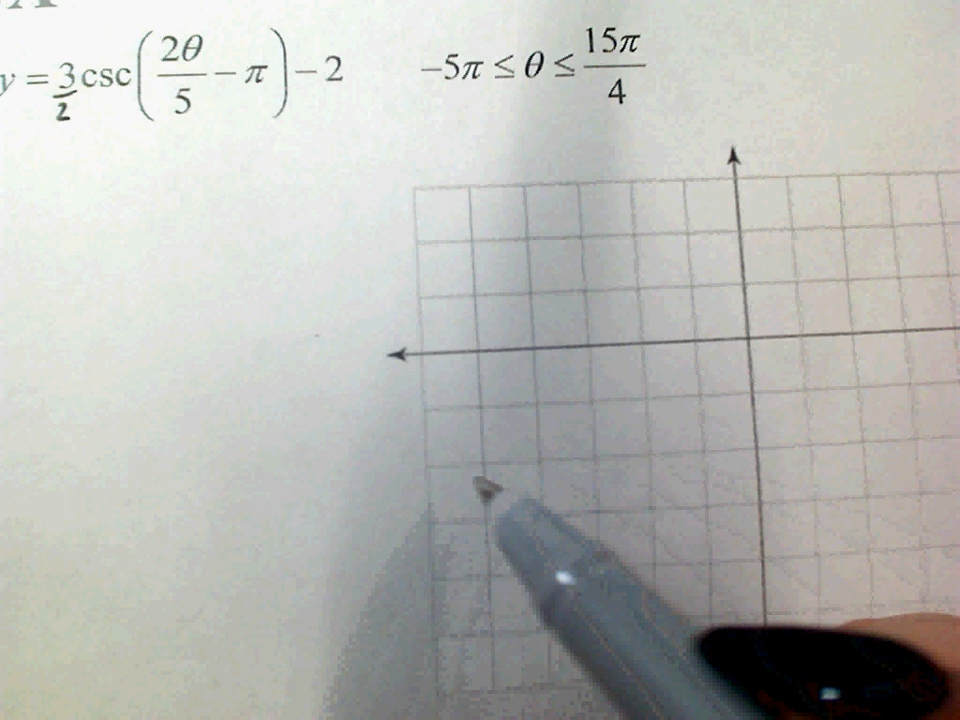 y = 3/2 csc(2θ/5 − π) − 2 −5π ≤ θ ≤ 15π/4